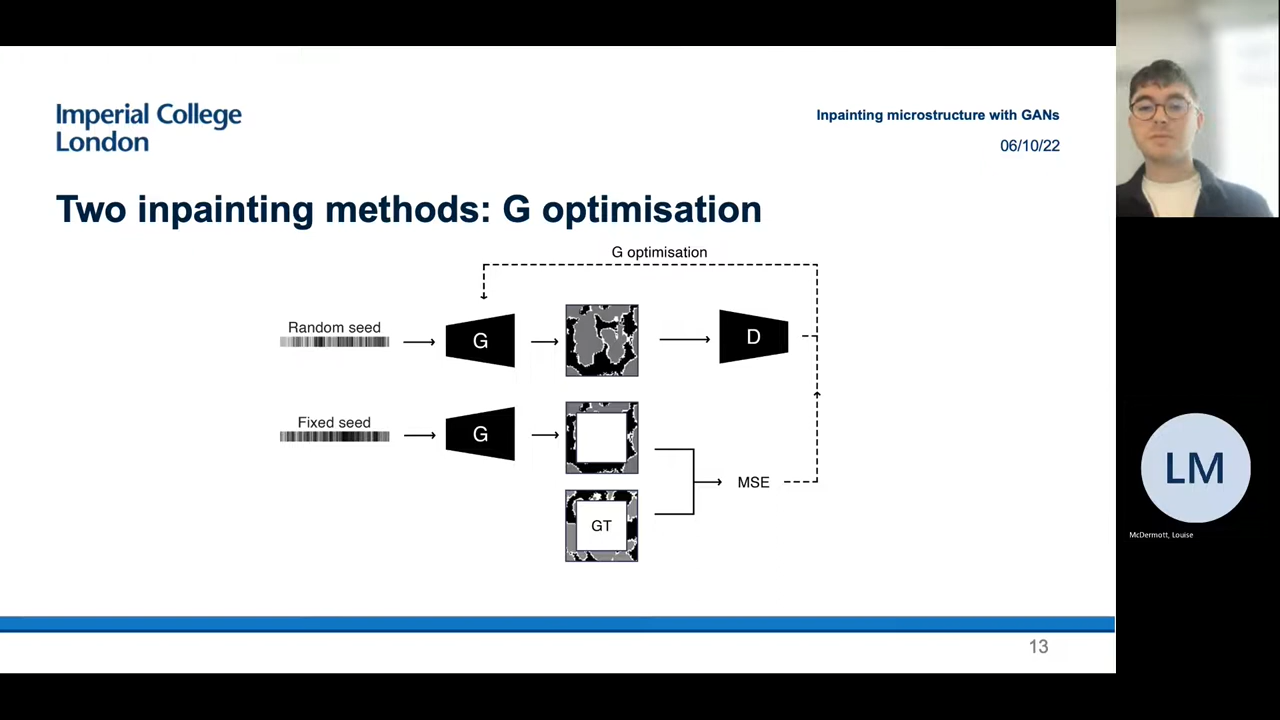 Imperial College
London
Inpainting microstructure with GANs
06/10/22
Two inpainting methods: G optimisation
G optimisation
Random seed
G
D
Fixed seed
G
GT
MSE
13
LM
McDermott, Louise